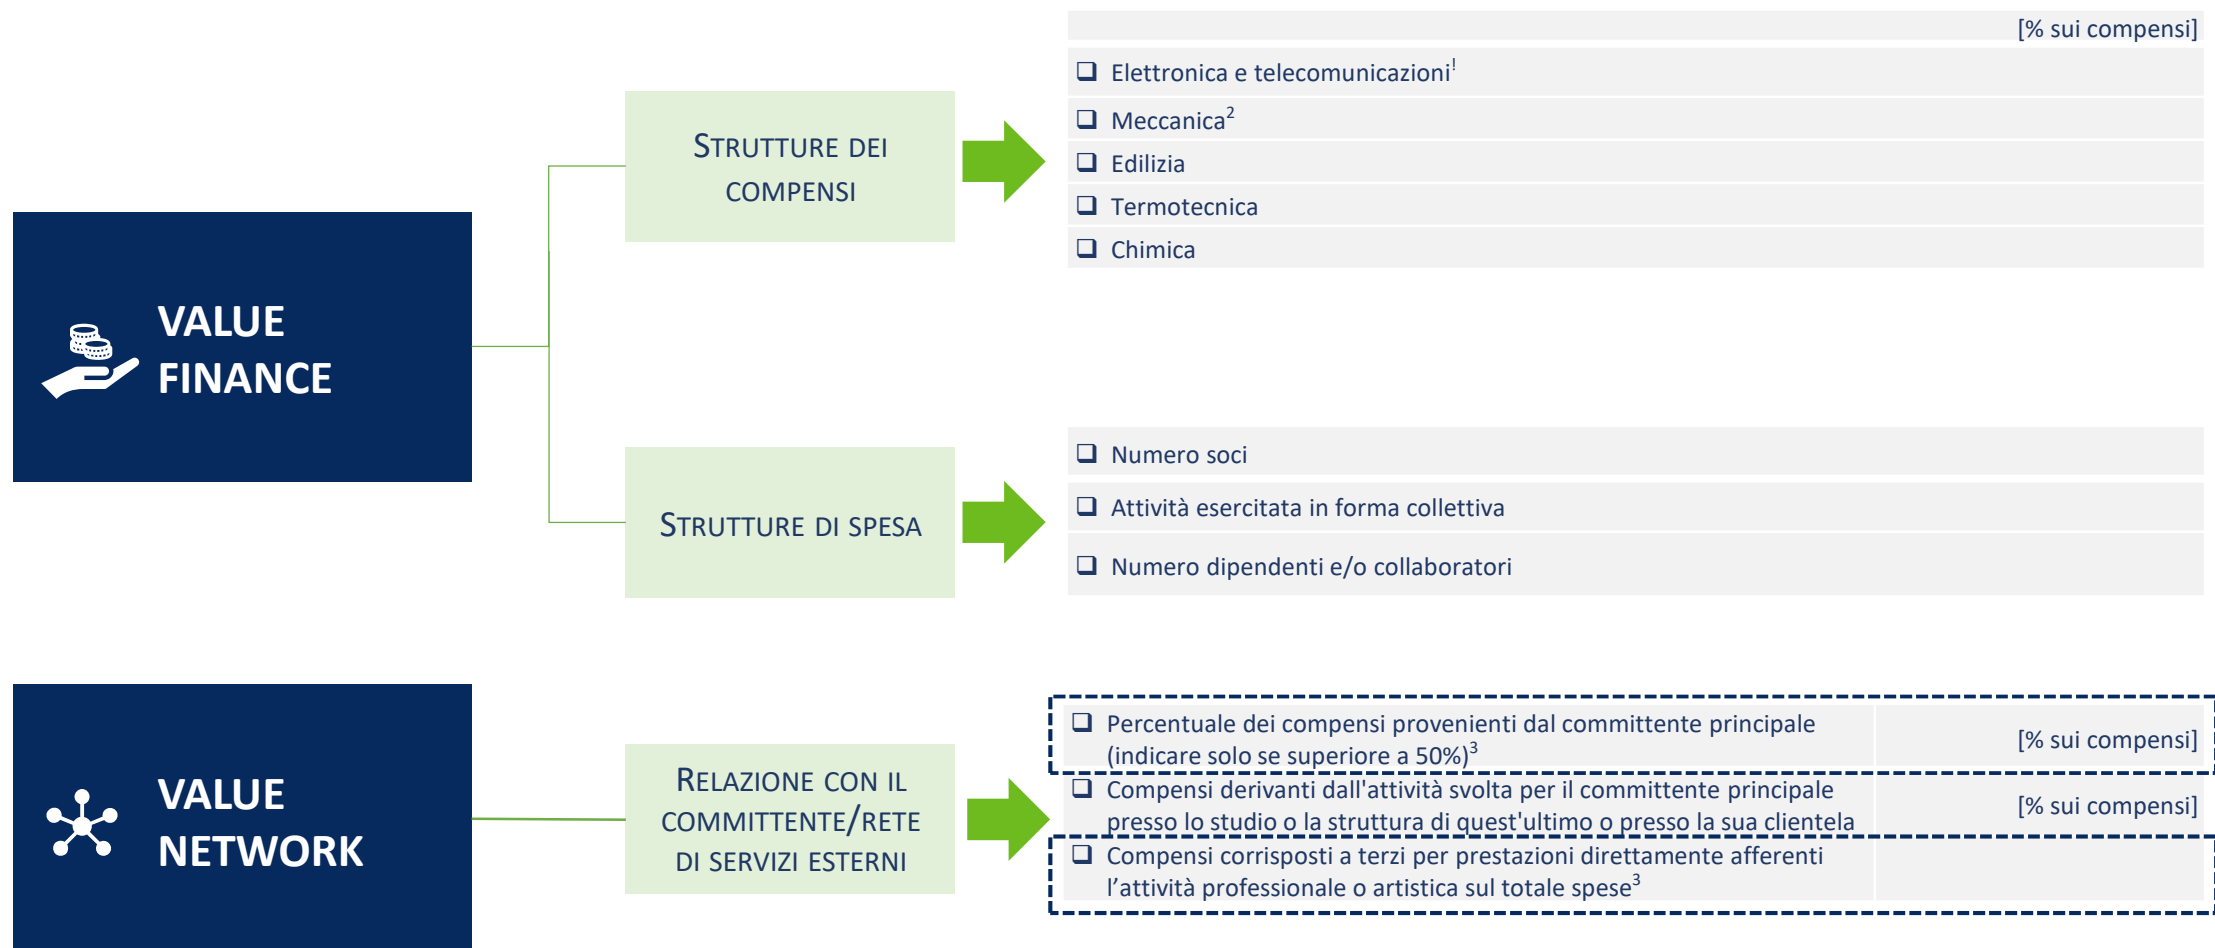 [% sui compensi]
❑ Elettronica e telecomunicazioni!
❑ Meccanica2
❑ Edilizia
❑ Termotecnica
❑ Chimica
STRUTTURE DEI
COMPENSI
VALUE
FINANCE
STRUTTURE DI SPESA
❑ Numero soci
❑ Attività esercitata in forma collettiva
❑ Numero dipendenti e/o collaboratori
VALUE
NETWORK
RELAZIONE CON IL
COMMITTENTE/RETE
DI SERVIZI ESTERNI
❑ Percentuale dei compensi provenienti dal committente principale
(indicare solo se superiore a 50%)3
[% sui compensi]
❑ Compensi derivanti dall'attività svolta per il committente principale
presso lo studio o la struttura di quest'ultimo o presso la sua clientela
[% sui compensi]
❑ Compensi corrisposti a terzi per prestazioni direttamente afferenti
l’attività professionale o artistica sul totale spese3